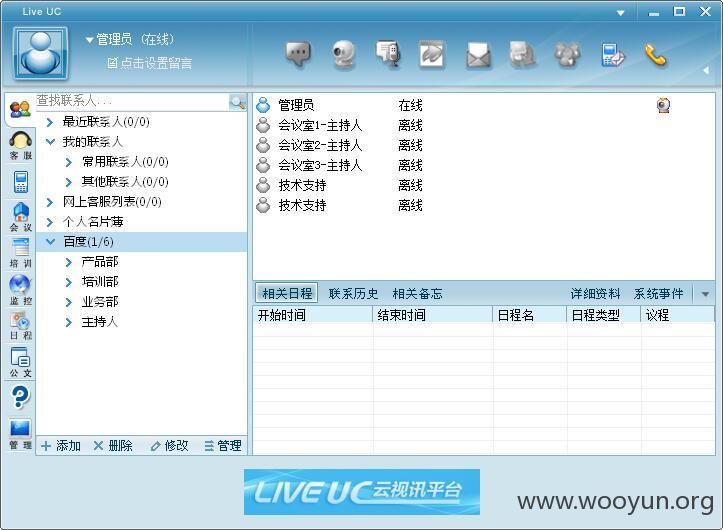 Live UC
管理员 (在线)
点击设置留言
查找联系人...
最近联系人(0/0)
我的联系人
常用联系人(0/0)
其他联系人(0/0)
网上客服列表(0/0)
个人名片薄
百度(1/6)
产品部
培训部
业务部
主持人
客服
会议
培训
监控
日程
公文
管理
添加 删除 修改 管理
管理员 在线
会议室1-主持人 离线
会议室2-主持人 离线
会议室3-主持人 离线
技术支持 离线
技术支持 离线
相关日程 联系历史 相关备忘 详细资料 系统事件
开始时间 结束时间 日程名 日程类型 议程
LIVE UC 云视讯平台
www.wooyun.org